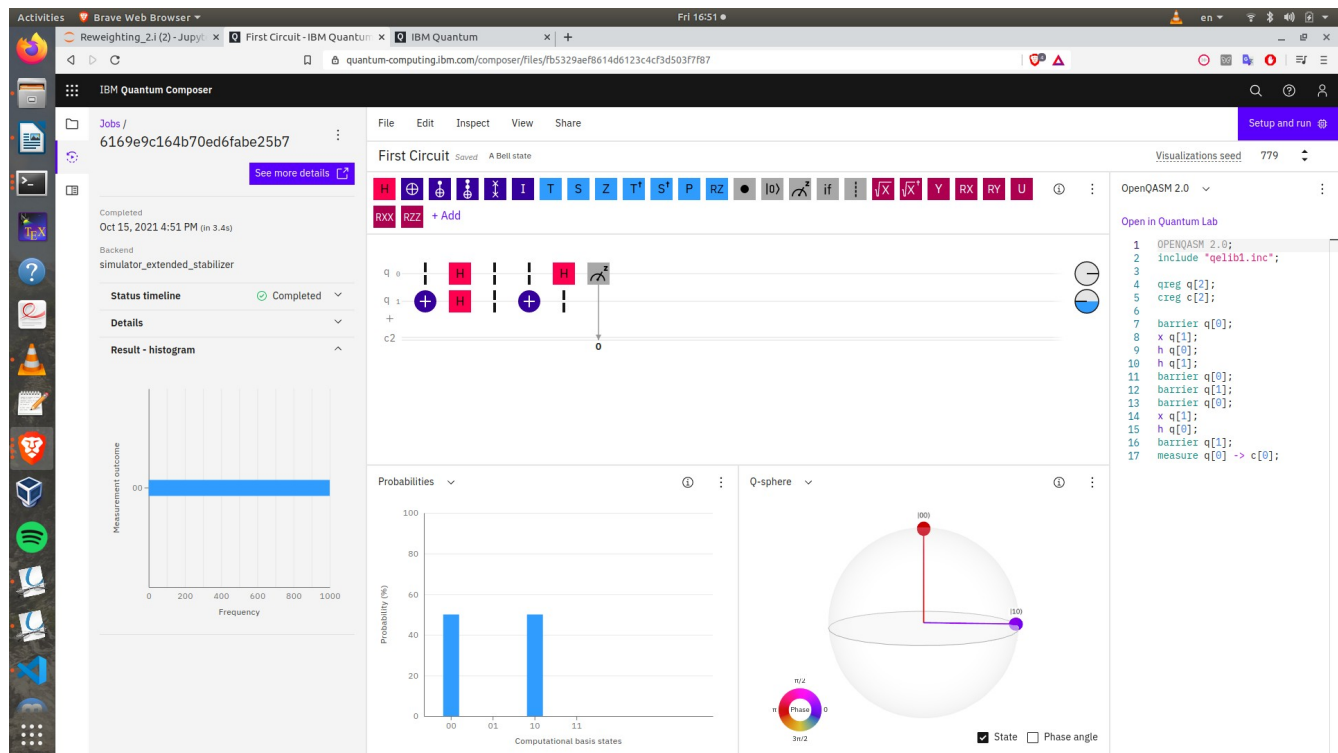 Activities Brave Web Browser Fri 16:51 en
Reweighting_2.i (2) - Jupyt First Circuit - IBM Quantum IBM Quantum
quantum-computing.ibm.com/composer/files/fb5329aef8614d6123c4cf3d503f7f87
IBM Quantum Composer
Jobs /
6169e9c164b70ed6fabe25b7
See more details
Completed
Oct 15, 2021 4:51 PM (in 3.4s)
Backend
simulator_extended_stabilizer
Status timeline Completed
Details
Result - histogram
Measurement outcome
00
0 200 400 600 800 1000
Frequency
File Edit Inspect View Share
Setup and run
First Circuit Saved A Bell state
Visualizations seed 779
H I T S Z T† S† P RZ |0⟩ z if √X √X† Y RX RY U
RXX RZZ + Add
q 0 H H z
q 1 + H +
+
c2
0
Probabilities
100
80
60
40
20
0
Probability (%)
00 01 10 11
Computational basis states
Q-sphere
|00⟩
|10⟩
π/2
π Phase 0
3π/2
State Phase angle
OpenQASM 2.0
Open in Quantum Lab
1 OPENQASM 2.0;
2 include "qelib1.inc";
3
4 qreg q[2];
5 creg c[2];
6
7 barrier q[0];
8 x q[1];
9 h q[0];
10 h q[1];
11 barrier q[0];
12 barrier q[1];
13 barrier q[0];
14 x q[1];
15 h q[0];
16 barrier q[1];
17 measure q[0] -> c[0];
TEX